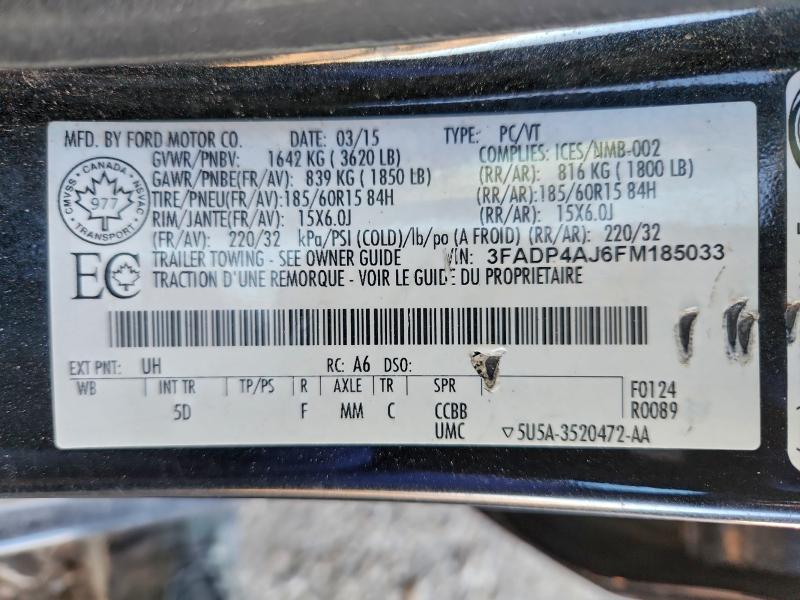 MFD. BY FORD MOTOR CO. DATE: 03/15 TYPE: PC/VT
GVWR/PNBV: 1642 KG ( 3620 LB) COMPLIES: ICES/NMB-002
GAWR/PNBE(FR/AV): 839 KG ( 1850 LB) (RR/AR): 816 KG ( 1800 LB)
TIRE/PNEU(FR/AV): 185/60R15 84H (RR/AR): 185/60R15 84H
RIM/JANTE(FR/AV): 15X6.0J (RR/AR): 15X6.0J
(FR/AV): 220/32 kPa/PSI (COLD)/lb/po (A FROID) (RR/AR): 220/32
TRAILER TOWING - SEE OWNER GUIDE VIN: 3FADP4AJ6FM185033
TRACTION D'UNE REMORQUE - VOIR LE GUIDE DU PROPRIETAIRE
CMVSS CANADA NSVAC
977
TRANSPORT
EC
EXT PNT: UH RC: A6 DSO:
WB INT TR TP/PS R AXLE TR SPR F0124
5D F MM C CCBB R0089
UMC ▽5U5A-3520472-AA